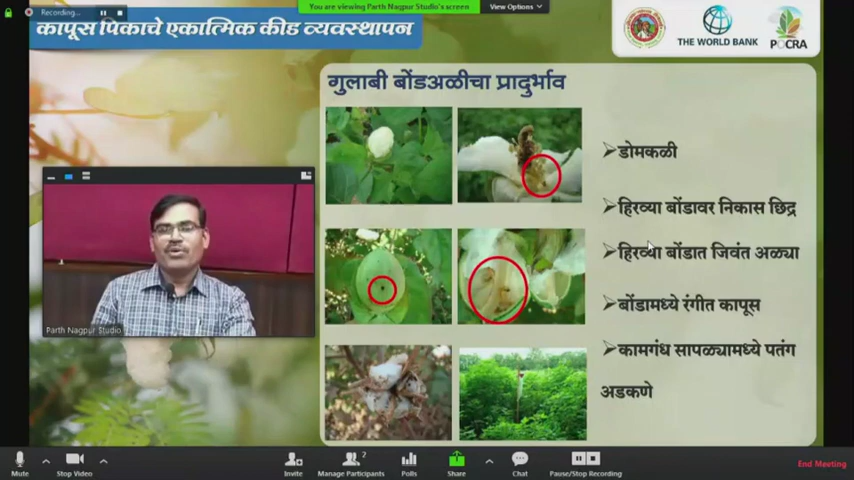 Recording...
You are viewing Parth Nagpur Studio's screen
View Options
कापूस पिकाचे एकात्मिक कीड व्यवस्थापन
THE WORLD BANK
POCRA
गुलाबी बोंडअळीचा प्रादुर्भाव
डोमकळी
हिरव्या बोंडावर निकास छिद्र
हिरव्या बोंडात जिवंत अळ्या
बोंडामध्ये रंगीत कापूस
कामगंध सापळ्यामध्ये पतंग
अडकणे
Parth Nagpur Studio
Mute
Stop Video
Invite
Manage Participants
2
Polls
Share
Chat
Pause/Stop Recording
End Meeting